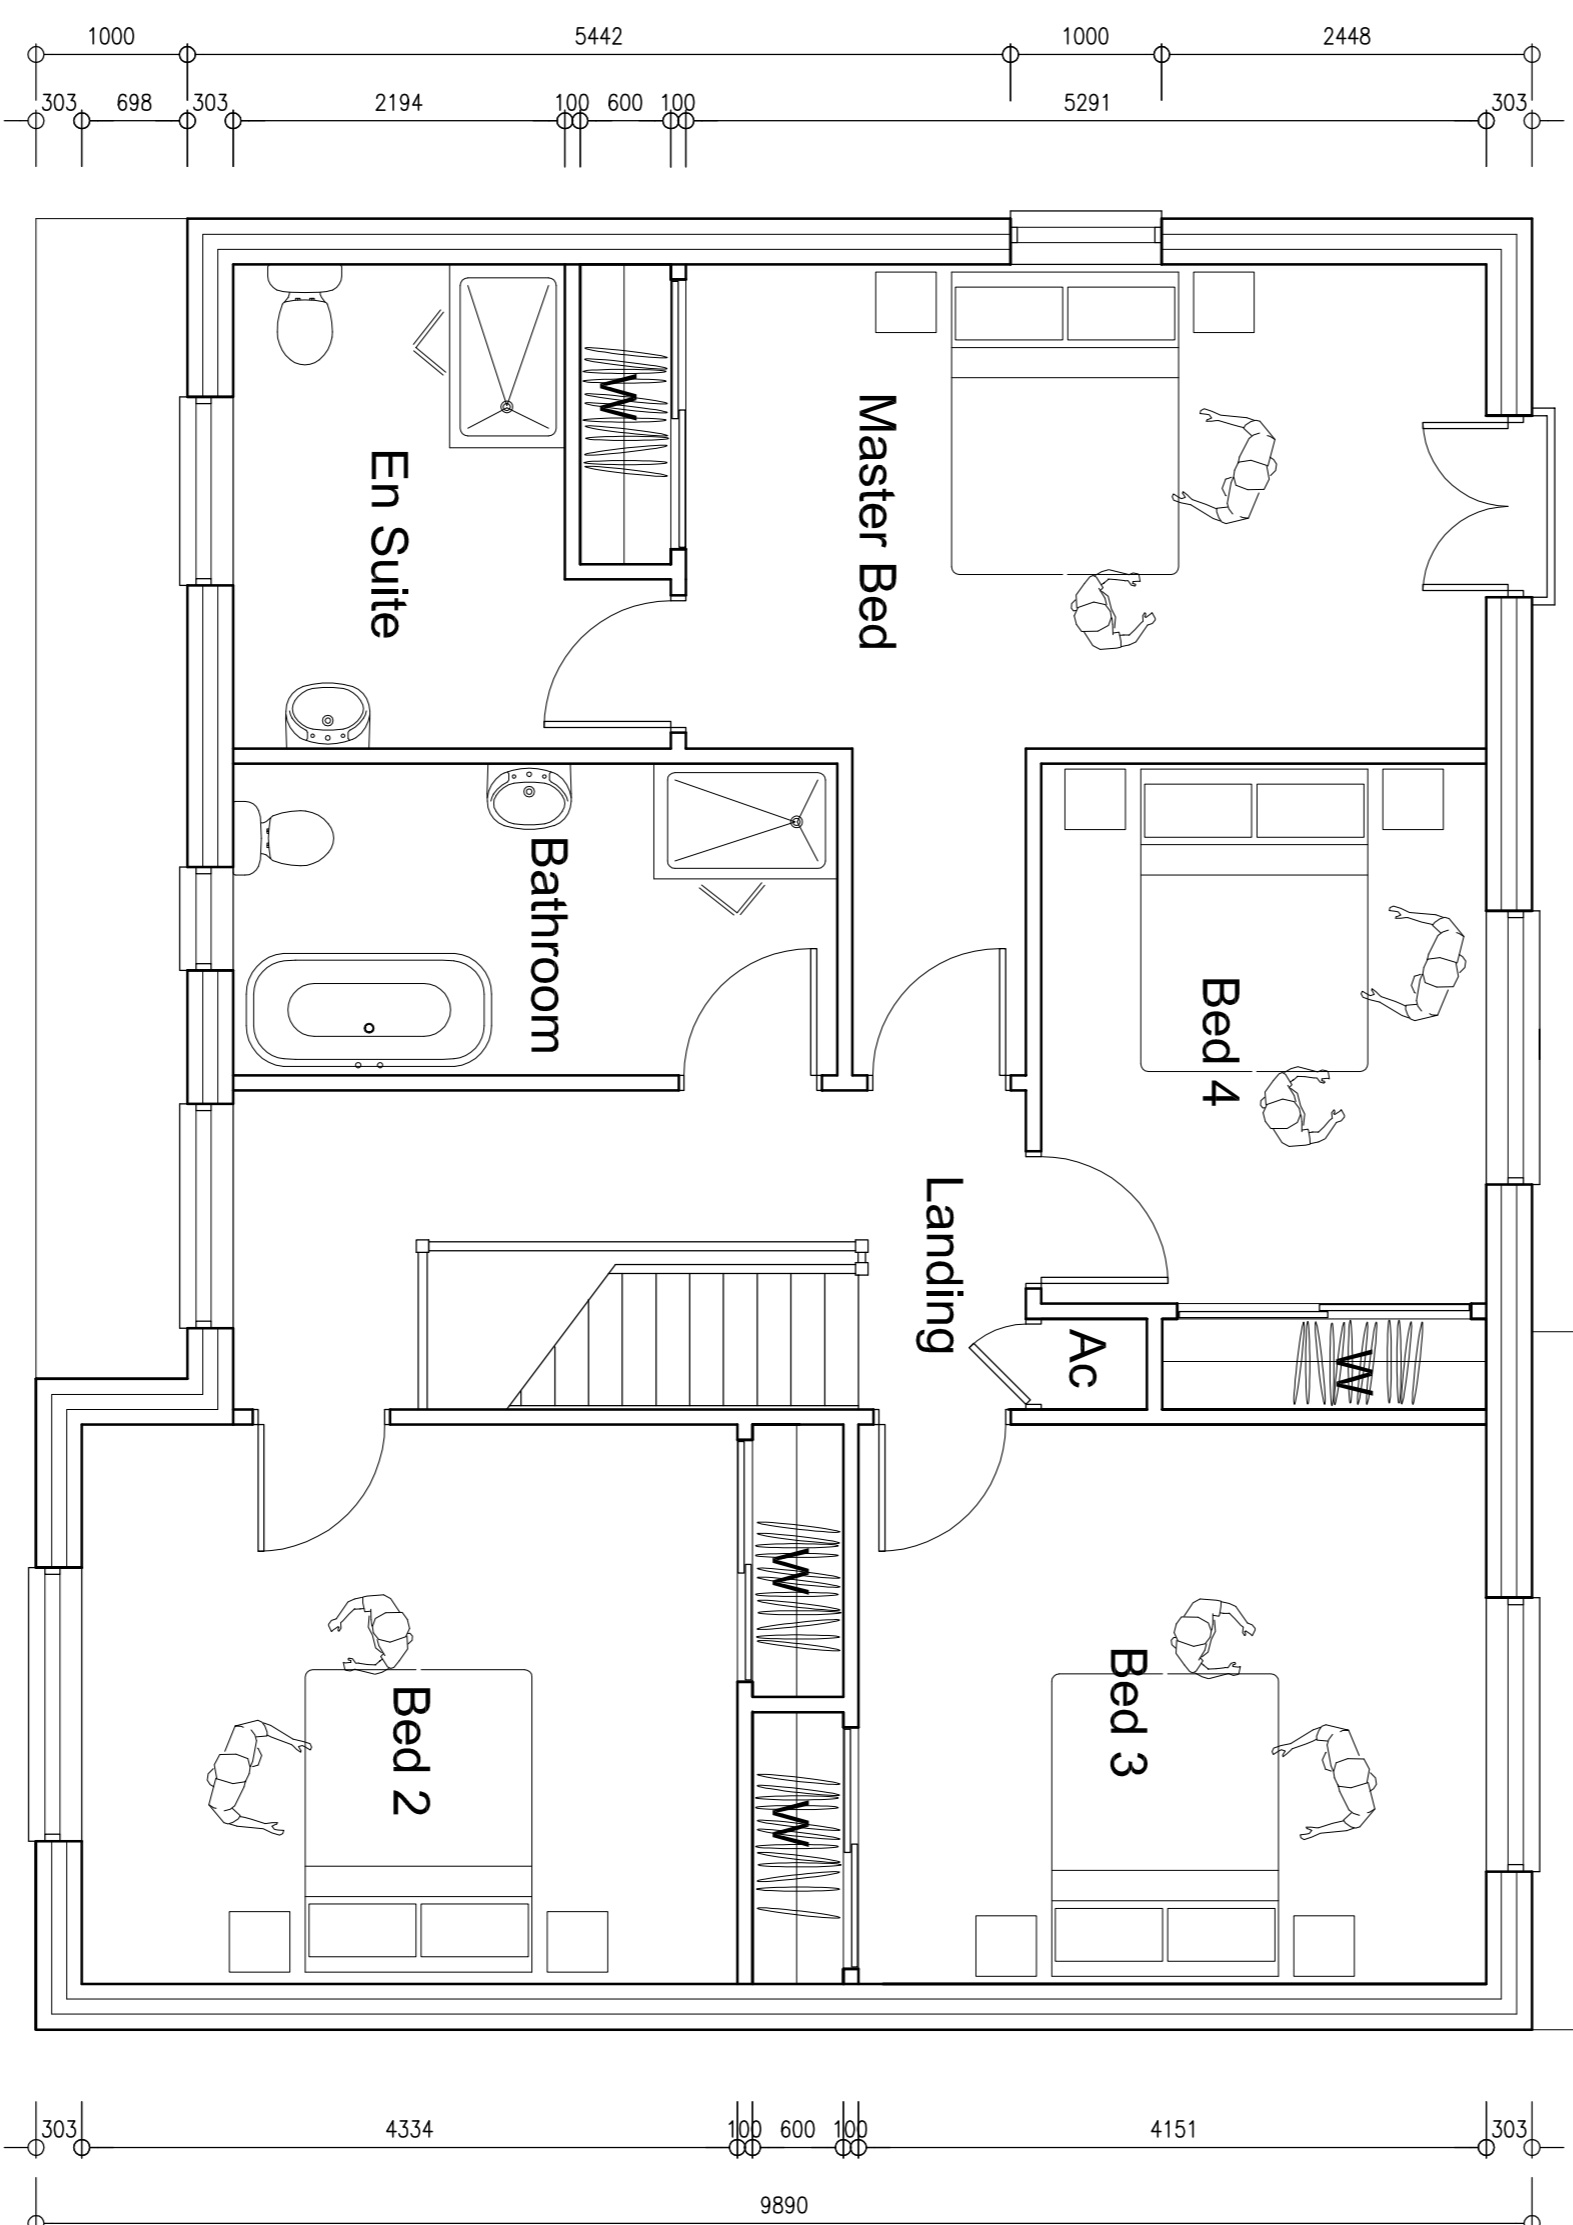 1000 5442 1000 2448
303 698 303 2194 100 600 100 5291 303
W
Master Bed
En Suite
Bathroom
Bed 4
Landing
Ac
W
W
Bed 3
Bed 2
W
303 4334 100 600 100 4151 303
9890